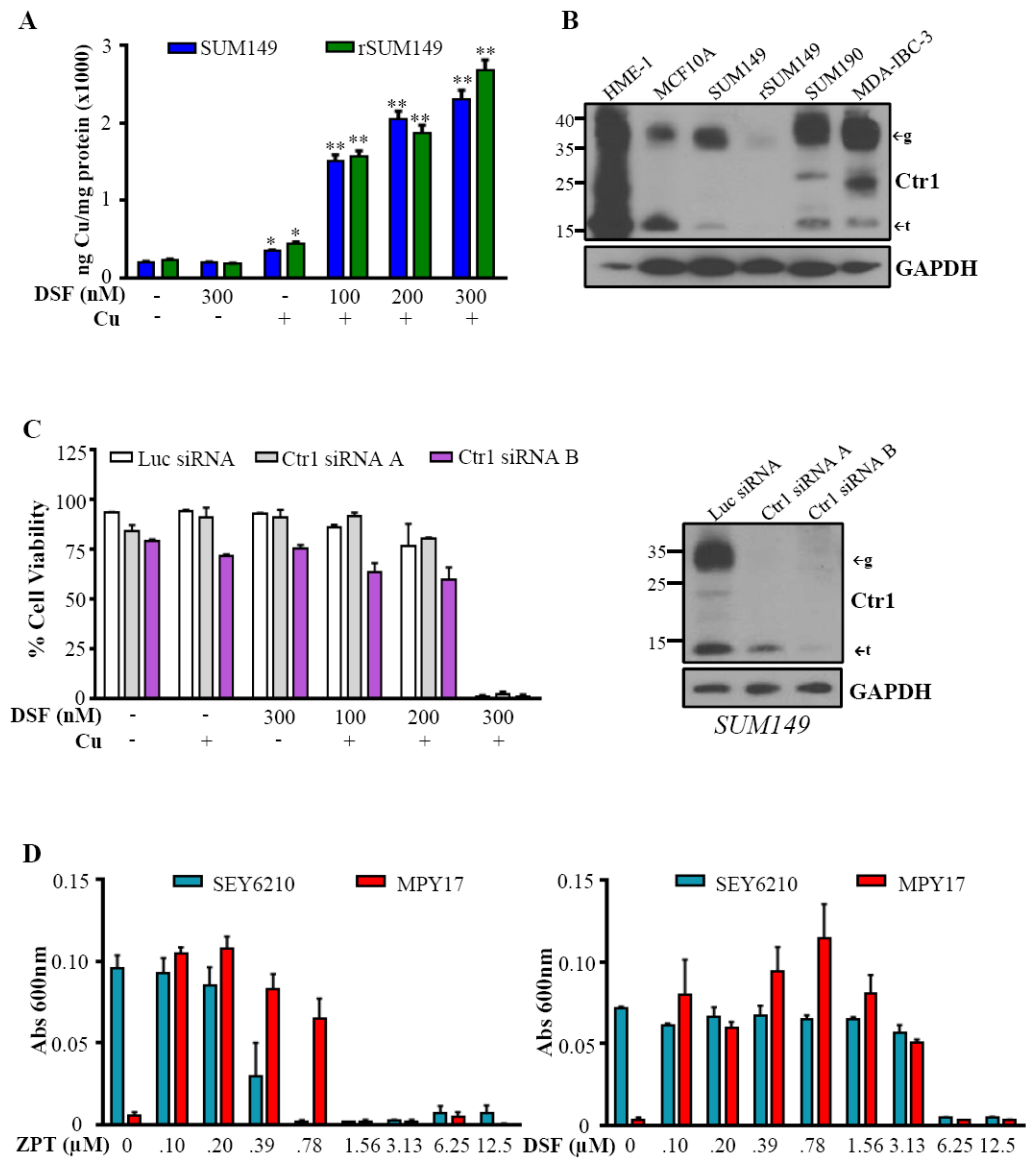 A
SUM149 rSUM149
ng Cu/mg protein (x1000)
3
2
1
0
* * ** ** ** ** ** **
DSF (nM) - 300 - 100 200 300
Cu - - + + + +
B
HME-1 MCF10A SUM149 rSUM149 SUM190 MDA-IBC-3
40
35
25
15
←g
Ctr1
←t
GAPDH
C
Luc siRNA Ctr1 siRNA A Ctr1 siRNA B
% Cell Viability
125
100
75
50
25
0
DSF (nM) - - 300 100 200 300
Cu - + - + + +
Luc siRNA Ctr1 siRNA A Ctr1 siRNA B
35
25
15
←g
Ctr1
←t
GAPDH
SUM149
D
SEY6210 MPY17
Abs 600nm
0.15
0.10
0.05
0
ZPT (µM) 0 .10 .20 .39 .78 1.56 3.13 6.25 12.5
SEY6210 MPY17
Abs 600nm
0.15
0.10
0.05
0
DSF (µM) 0 .10 .20 .39 .78 1.56 3.13 6.25 12.5